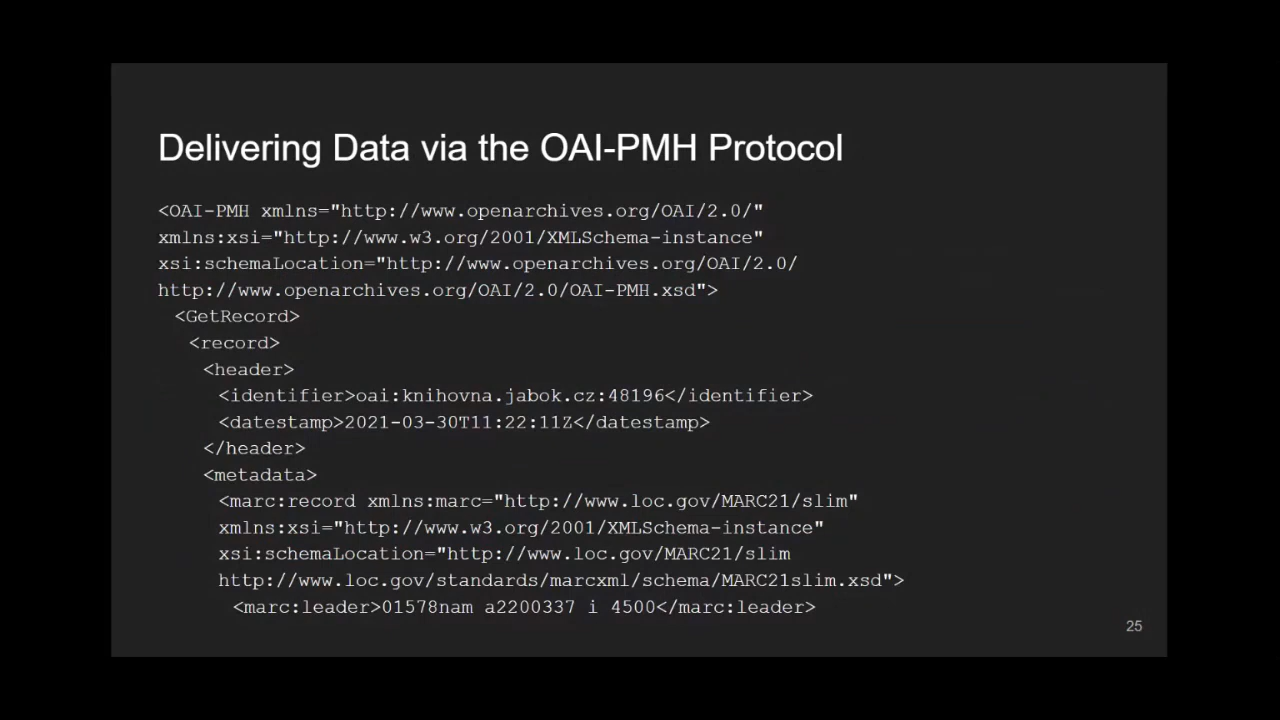 Delivering Data via the OAI-PMH Protocol
<OAI-PMH xmlns="http://www.openarchives.org/OAI/2.0/"
xmlns:xsi="http://www.w3.org/2001/XMLSchema-instance"
xsi:schemaLocation="http://www.openarchives.org/OAI/2.0/
http://www.openarchives.org/OAI/2.0/OAI-PMH.xsd">
<GetRecord>
<record>
<header>
<identifier>oai:knihovna.jabok.cz:48196</identifier>
<datestamp>2021-03-30T11:22:11Z</datestamp>
</header>
<metadata>
<marc:record xmlns:marc="http://www.loc.gov/MARC21/slim"
xmlns:xsi="http://www.w3.org/2001/XMLSchema-instance"
xsi:schemaLocation="http://www.loc.gov/MARC21/slim
http://www.loc.gov/standards/marcxml/schema/MARC21slim.xsd">
<marc:leader>01578nam a2200337 i 4500</marc:leader>
25